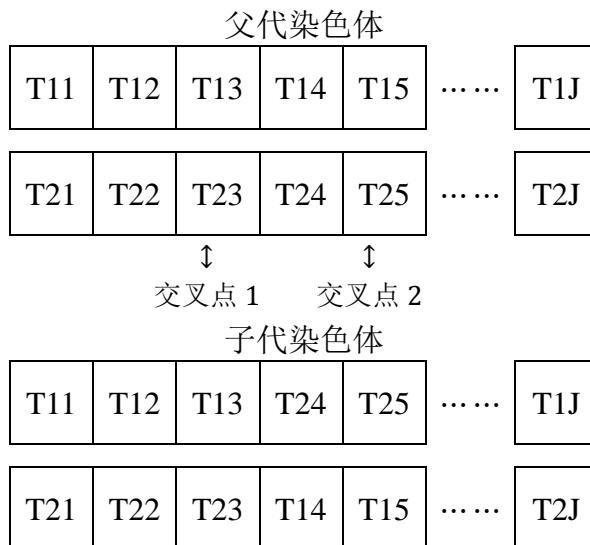 父代染色体
T11 T12 T13 T14 T15 …… T1J
T21 T22 T23 T24 T25 …… T2J
↕ ↕
交叉点 1 交叉点 2
子代染色体
T11 T12 T13 T24 T25 …… T1J
T21 T22 T23 T14 T15 …… T2J